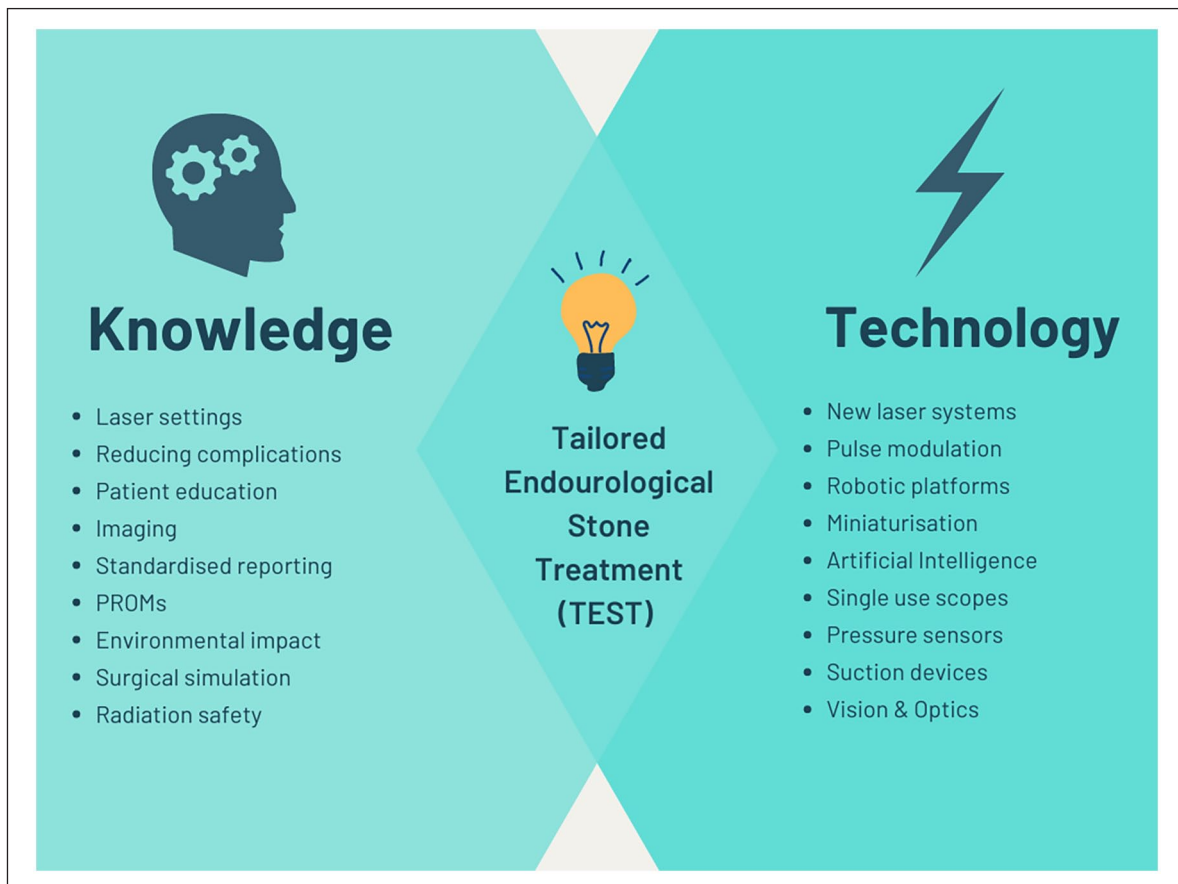 Knowledge
• Laser settings
• Reducing complications
• Patient education
• Imaging
• Standardised reporting
• PROMs
• Environmental impact
• Surgical simulation
• Radiation safety
Tailored
Endourological
Stone
Treatment
(TEST)
Technology
• New laser systems
• Pulse modulation
• Robotic platforms
• Miniaturisation
• Artificial Intelligence
• Single use scopes
• Pressure sensors
• Suction devices
• Vision & Optics